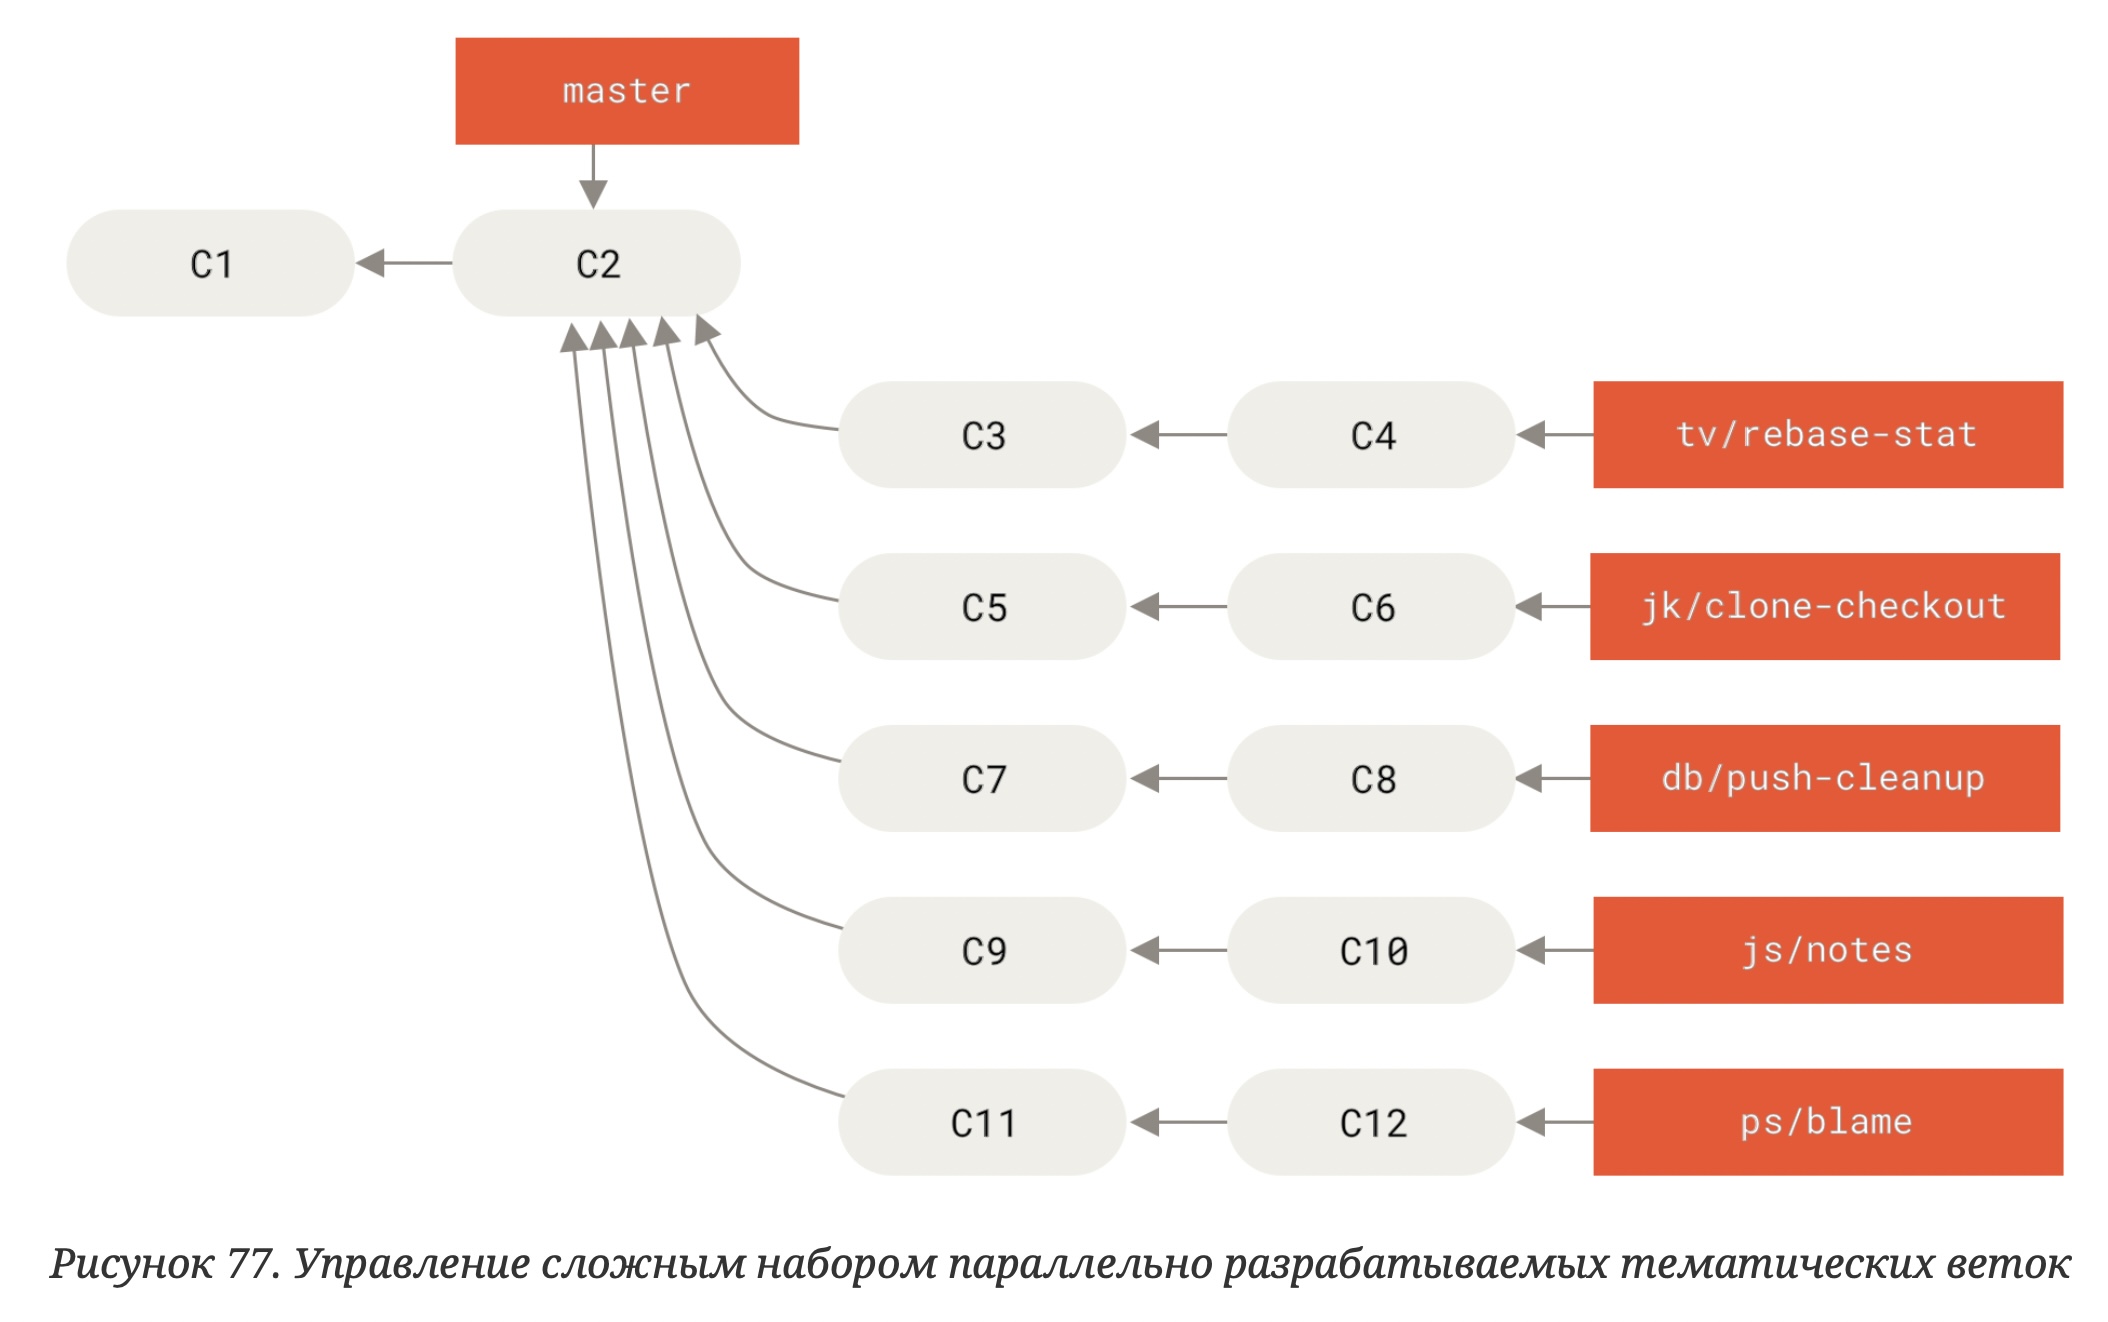 master
C1
C2
C3
C4
tv/rebase-stat
C5
C6
jk/clone-checkout
C7
C8
db/push-cleanup
C9
C10
js/notes
C11
C12
ps/blame
Рисунок 77. Управление сложным набором параллельно разрабатываемых тематических веток